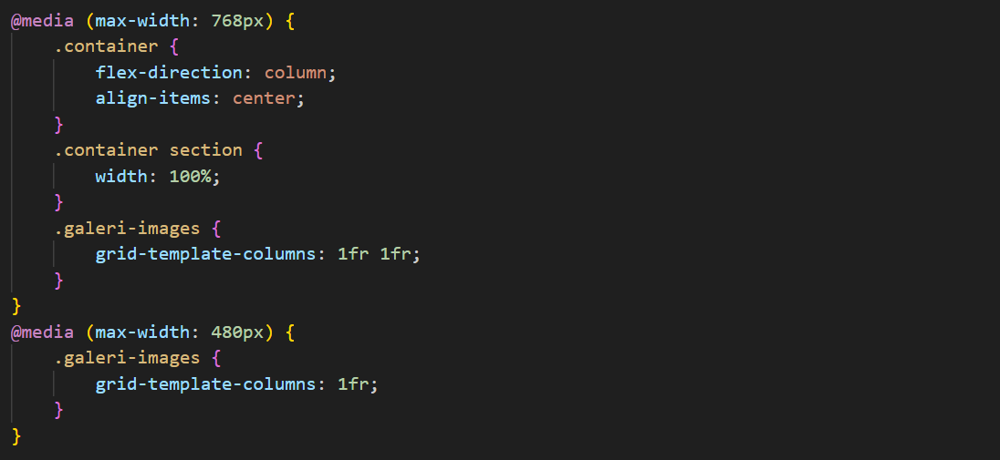 @media (max-width: 768px) {
    .container {
        flex-direction: column;
        align-items: center;
    }
    .container section {
        width: 100%;
    }
    .galeri-images {
        grid-template-columns: 1fr 1fr;
    }
}
@media (max-width: 480px) {
    .galeri-images {
        grid-template-columns: 1fr;
    }
}